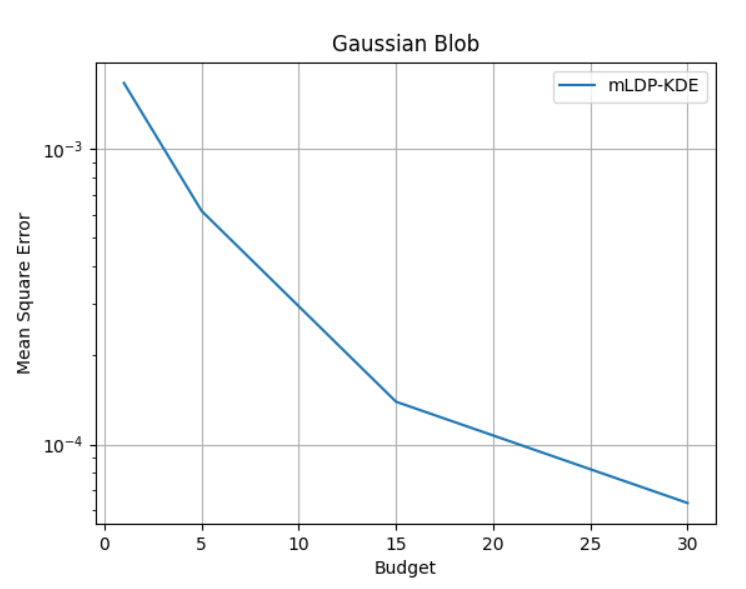 Gaussian Blob
mLDP-KDE
10⁻³
10⁻⁴
Mean Square Error
0 5 10 15 20 25 30
Budget